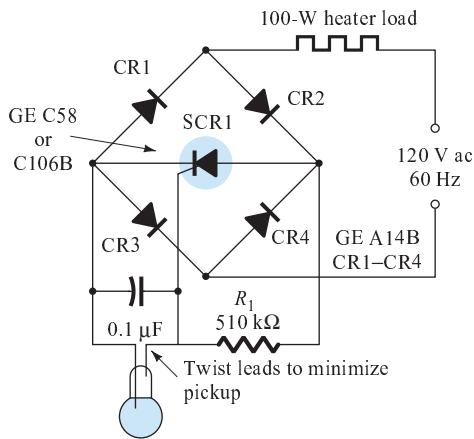 100-W heater load
CR1
CR2
GE C58
or
C106B
SCR1
120 V ac
60 Hz
CR3
CR4
GE A14B
CR1–CR4
0.1 μF
R1
510 kΩ
Twist leads to minimize
pickup